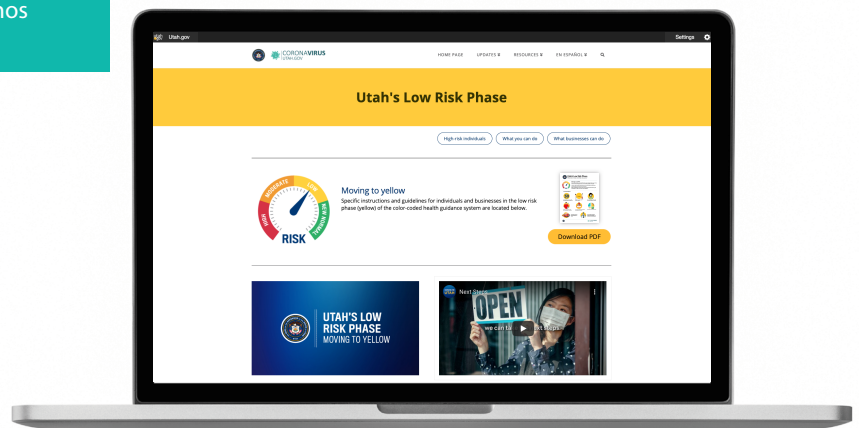 nos
Utah.gov
Settings
CORONAVIRUS
UTAH.GOV
HOME PAGE
UPDATES
RESOURCES
EN ESPAÑOL
Utah's Low Risk Phase
High-risk individuals
What you can do
What businesses can do
HIGH
MODERATE
LOW
NEW NORMAL
RISK
Moving to yellow
Specific instructions and guidelines for individuals and businesses in the low risk
phase (yellow) of the color-coded health guidance system are located below.
Download PDF
UTAH'S LOW
RISK PHASE
MOVING TO YELLOW
Next Steps
OPEN
we can ta
xt steps